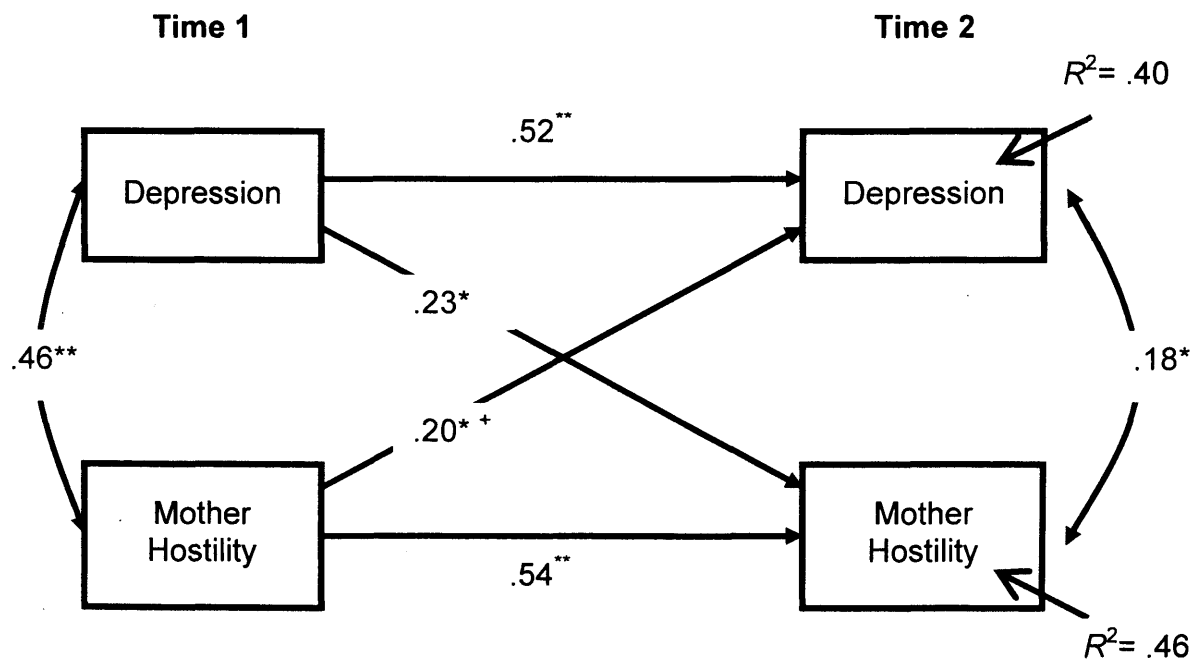 Time 1
Time 2
R²= .40
.52**
Depression
Depression
.23*
.46**
.18*
.20* +
Mother
Hostility
Mother
Hostility
.54**
R²= .46